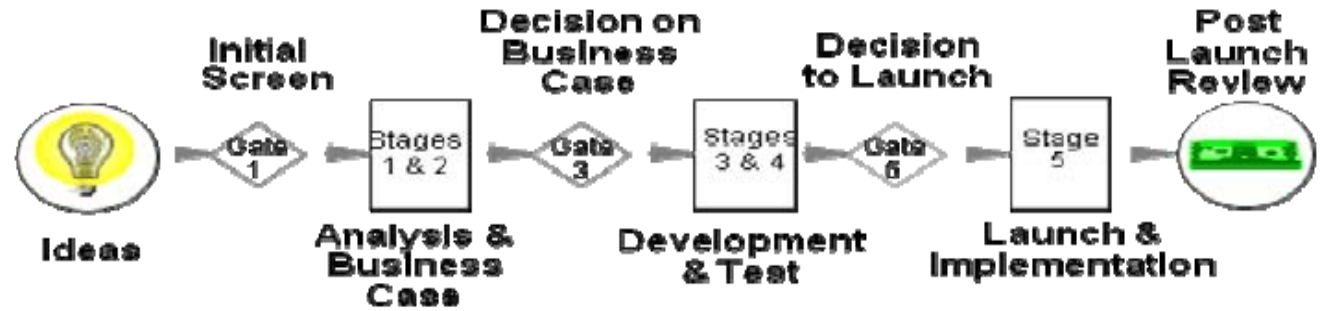 Ideas
Initial
Screen
Gate
1
Stages
1 & 2
Analysis &
Business
Case
Decision on
Business
Case
Gate
3
Stages
3 & 4
Development
& Test
Decision
to Launch
Gate
5
Stage
5
Launch &
Implementation
Post
Launch
Review